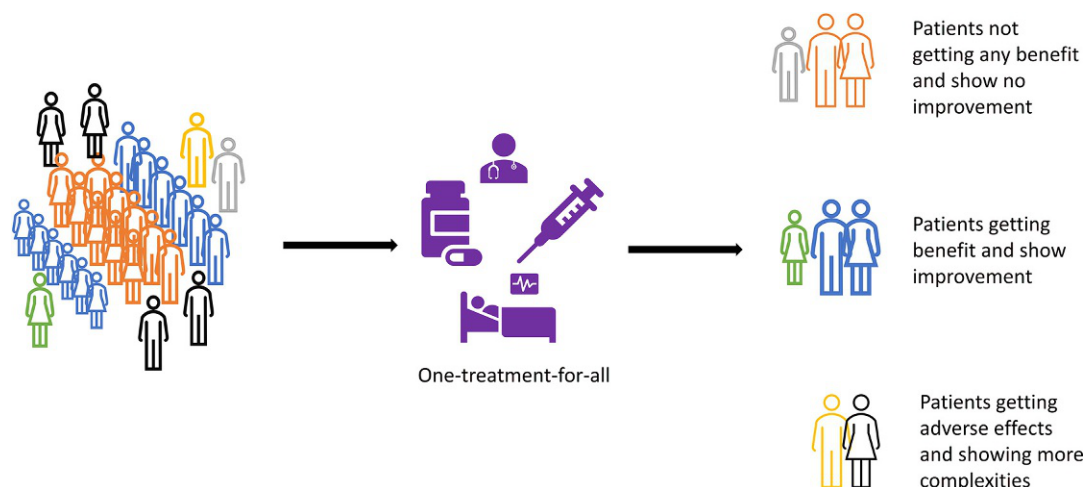 Patients not
getting any benefit
and show no
improvement
Patients getting
benefit and show
improvement
One-treatment-for-all
Patients getting
adverse effects
and showing more
complexities